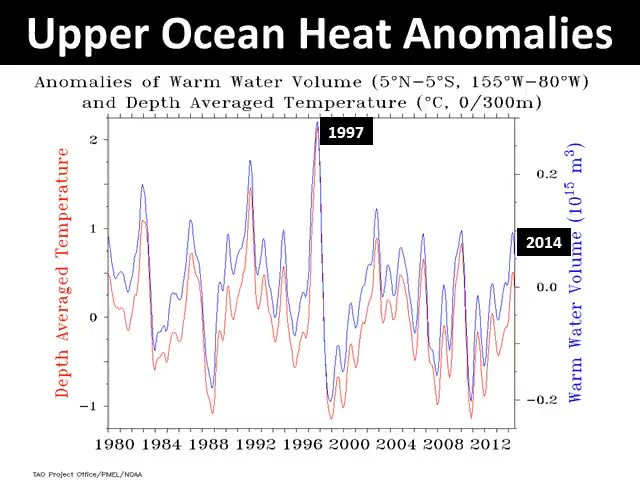 Upper Ocean Heat Anomalies
Anomalies of Warm Water Volume (5°N−5°S, 155°W−80°W)
and Depth Averaged Temperature (°C, 0/300m)
1997
2014
Depth Averaged Temperature
2
1
0
−1
0.2
0.0
−0.2
Warm Water Volume (10¹⁵ m³)
1980 1984 1988 1992 1996 2000 2004 2008 2012
TAO Project Office/PMEL/NOAA